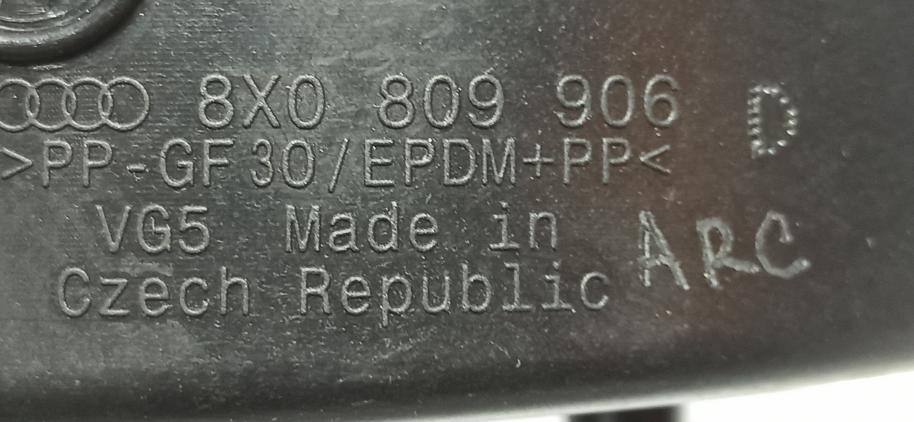 8X0 809 906 D
>PP-GF30/EPDM+PP<
VG5 Made in
Czech Republic ARC